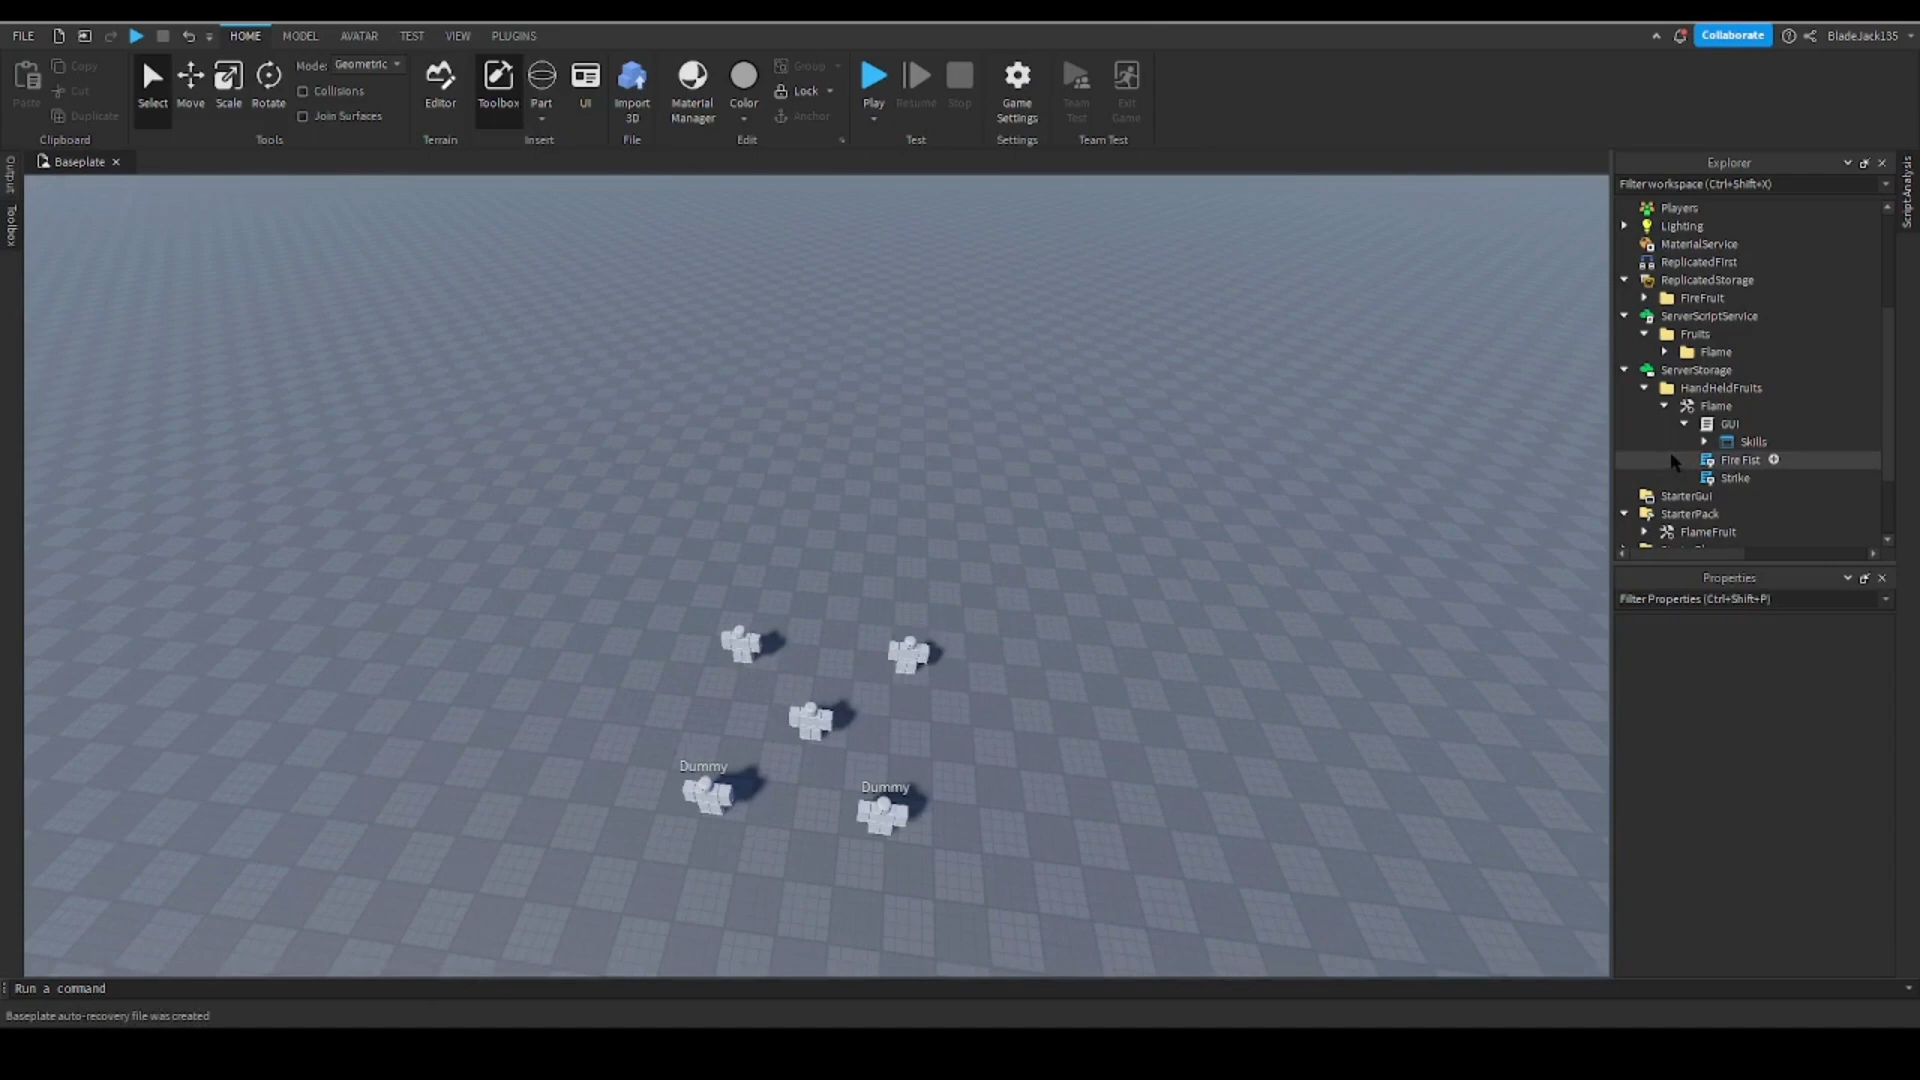 FILE HOME MODEL AVATAR TEST VIEW PLUGINS Collaborate BladeJack135
Paste Copy Cut Duplicate Clipboard
Select Move Scale Rotate Mode: Geometric Collisions Join Surfaces Tools
Editor Terrain
Toolbox Part UI Insert
Import 3D File
Material Manager Color Group Lock Anchor Edit
Play Resume Stop Test
Game Settings Settings
Team Test Exit Game Team Test
Baseplate
Output
Toolbox
Dummy
Dummy
Explorer
Filter workspace (Ctrl+Shift+X)
Players
Lighting
MaterialService
ReplicatedFirst
ReplicatedStorage
FireFruit
ServerScriptService
Fruits
Flame
ServerStorage
HandHeldFruits
Flame
GUI
Skills
Fire Fist
Strike
StarterGui
StarterPack
FlameFruit
Properties
Filter Properties (Ctrl+Shift+P)
Script Analysis
Run a command
Baseplate auto-recovery file was created